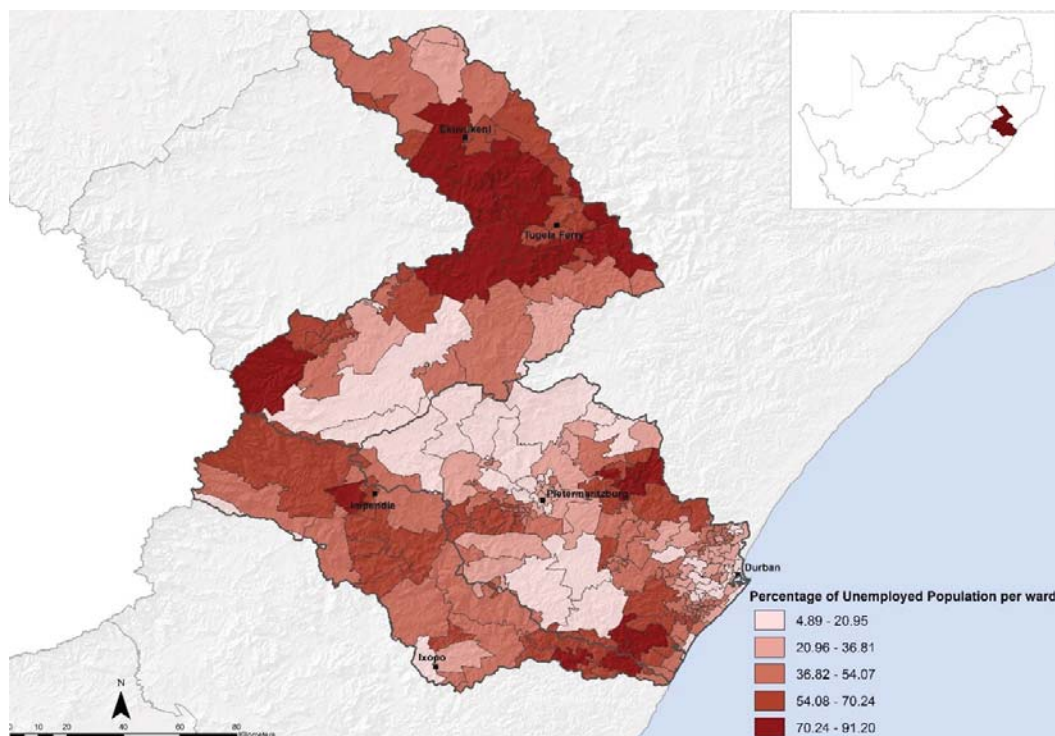 Ekuvukeni
Tugela Ferry
Pietermaritzburg
Impendle
Durban
Ixopo
Percentage of Unemployed Population per ward
4.89 - 20.95
20.96 - 36.81
36.82 - 54.07
54.08 - 70.24
70.24 - 91.20
N
0 10 20 40 60 80
Kilometers